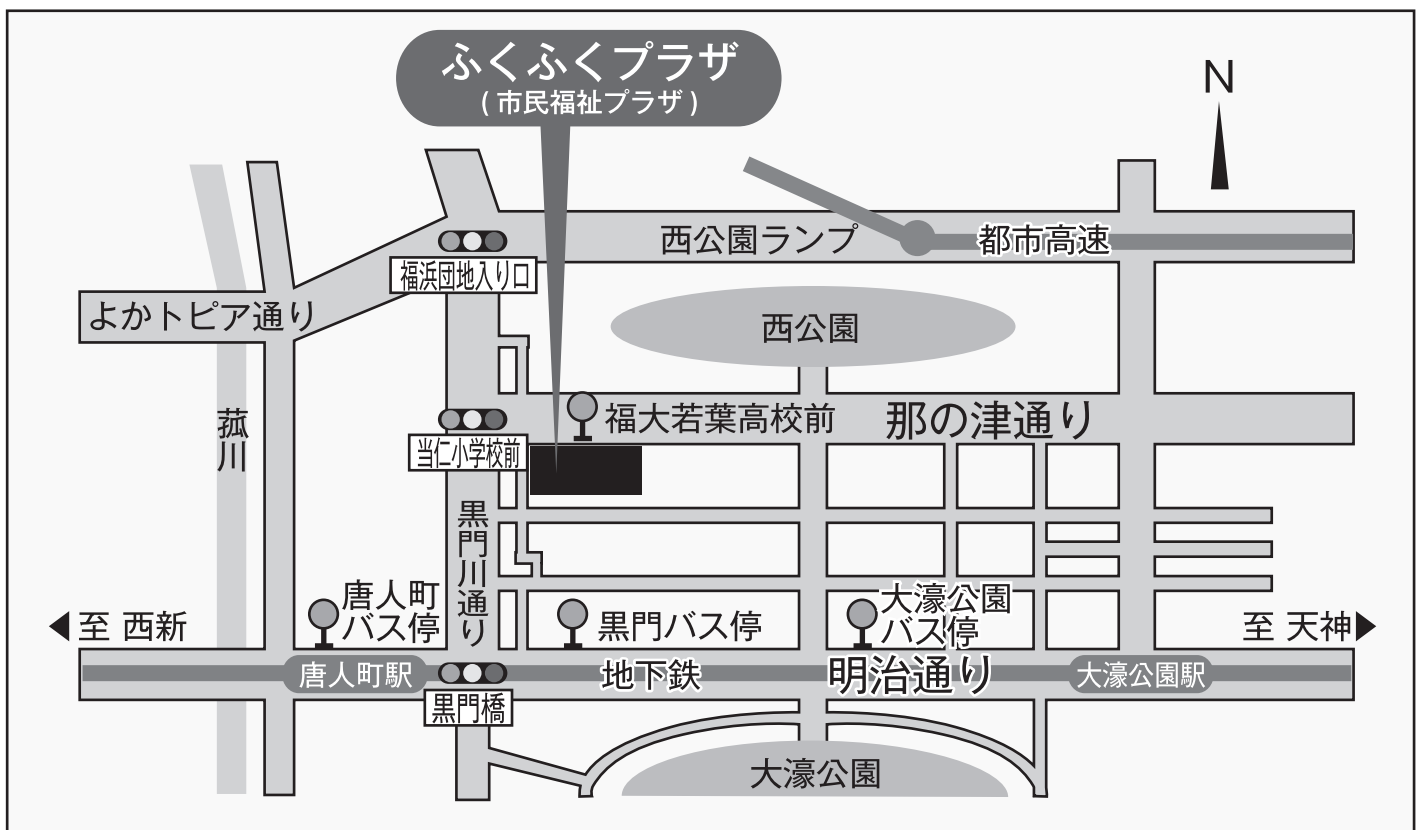 ふくふくプラザ
(市民福祉プラザ)
N
西公園ランプ
都市高速
福浜団地入り口
よかトピア通り
西公園
菰川
福大若葉高校前
那の津通り
当仁小学校前
黒門川通り
唐人町
バス停
黒門バス停
大濠公園
バス停
至 西新
至 天神
唐人町駅
地下鉄
明治通り
大濠公園駅
黒門橋
大濠公園